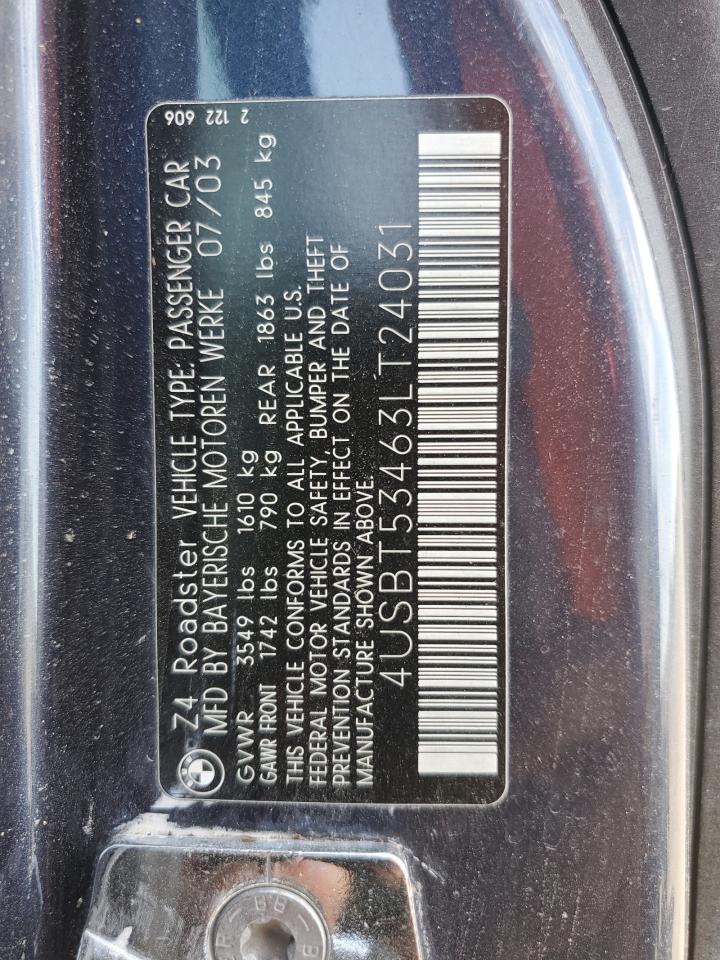 2 122 606
Z4 Roadster VEHICLE TYPE: PASSENGER CAR
MFD BY BAYERISCHE MOTOREN WERKE 07/03
GVWR 3549 lbs 1610 kg
GAWR FRONT 1742 lbs 790 kg REAR 1863 lbs 845 kg
THIS VEHICLE CONFORMS TO ALL APPLICABLE U.S.
FEDERAL MOTOR VEHICLE SAFETY, BUMPER AND THEFT
PREVENTION STANDARDS IN EFFECT ON THE DATE OF
MANUFACTURE SHOWN ABOVE.
4USBT53463LT24031